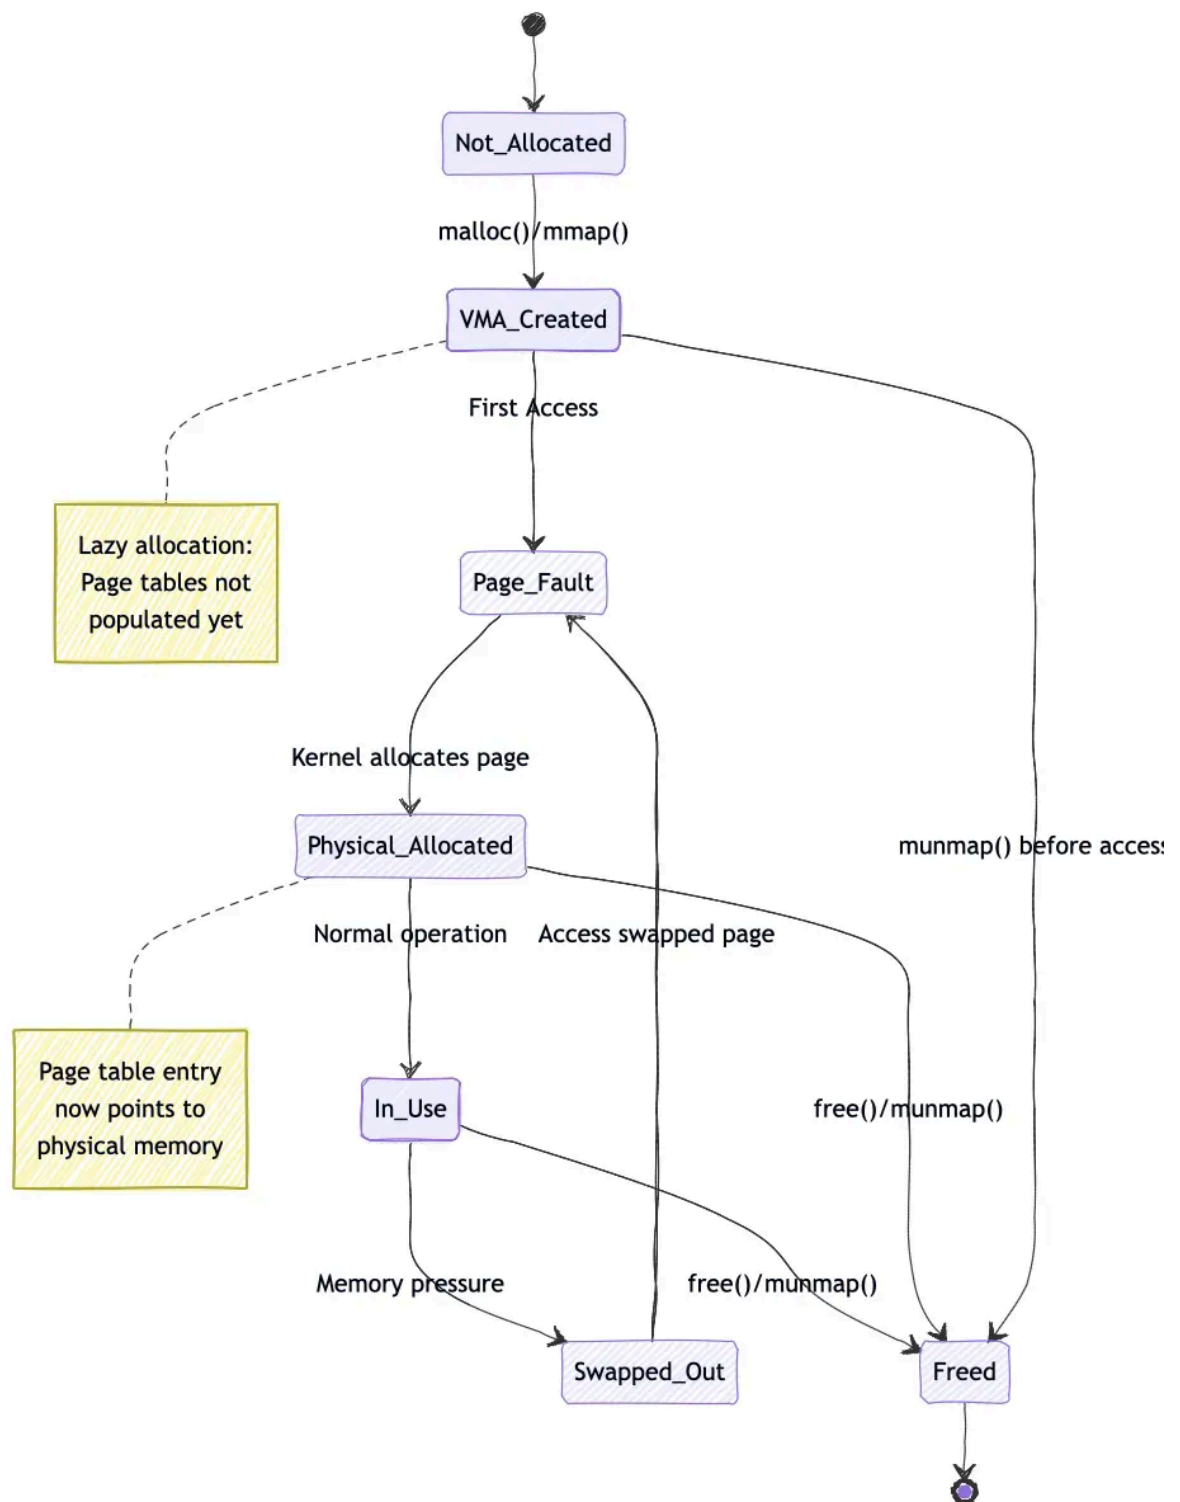 Not_Allocated
malloc()/mmap()
VMA_Created
First Access
Lazy allocation:
Page tables not
populated yet
Page_Fault
Kernel allocates page
Physical_Allocated
munmap() before access
Normal operation
Access swapped page
Page table entry
now points to
physical memory
In_Use
free()/munmap()
Memory pressure
free()/munmap()
Swapped_Out
Freed